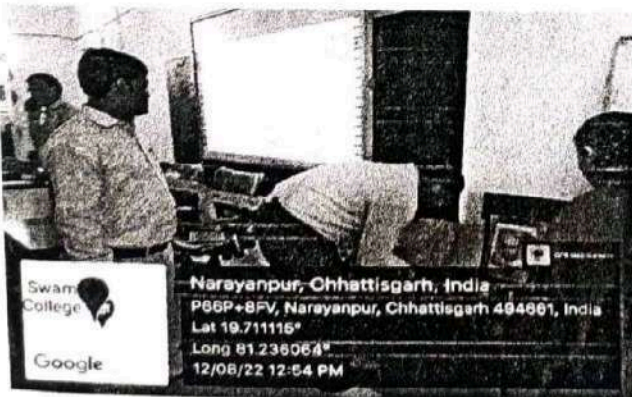 Narayanpur, Chhattisgarh, India
P66P+8FV, Narayanpur, Chhattisgarh 494661, India
Lat 19.711115°
Long 81.236064°
12/08/22 12:54 PM
Swam
College
Google